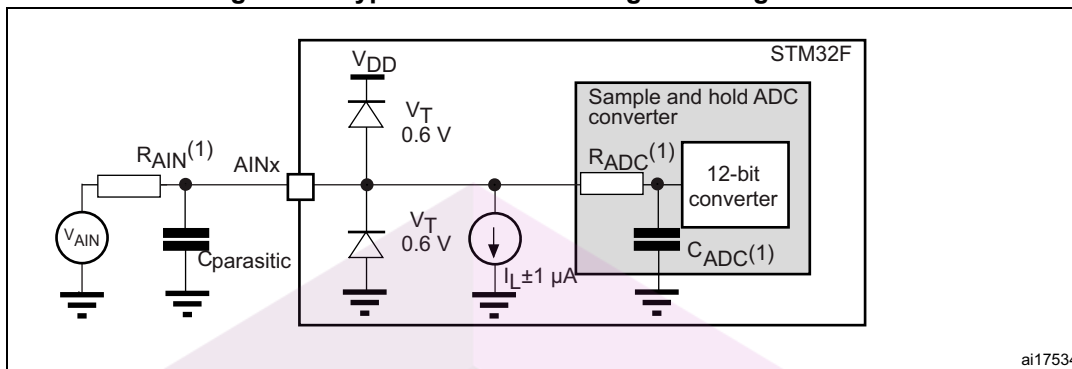 STM32F
VDD
VT
0.6 V
Sample and hold ADC
converter
RAIN(1)
AINx
RADC(1)
12-bit
converter
VAIN
Cparasitic
VT
0.6 V
IL±1 µA
CADC(1)
ai17534